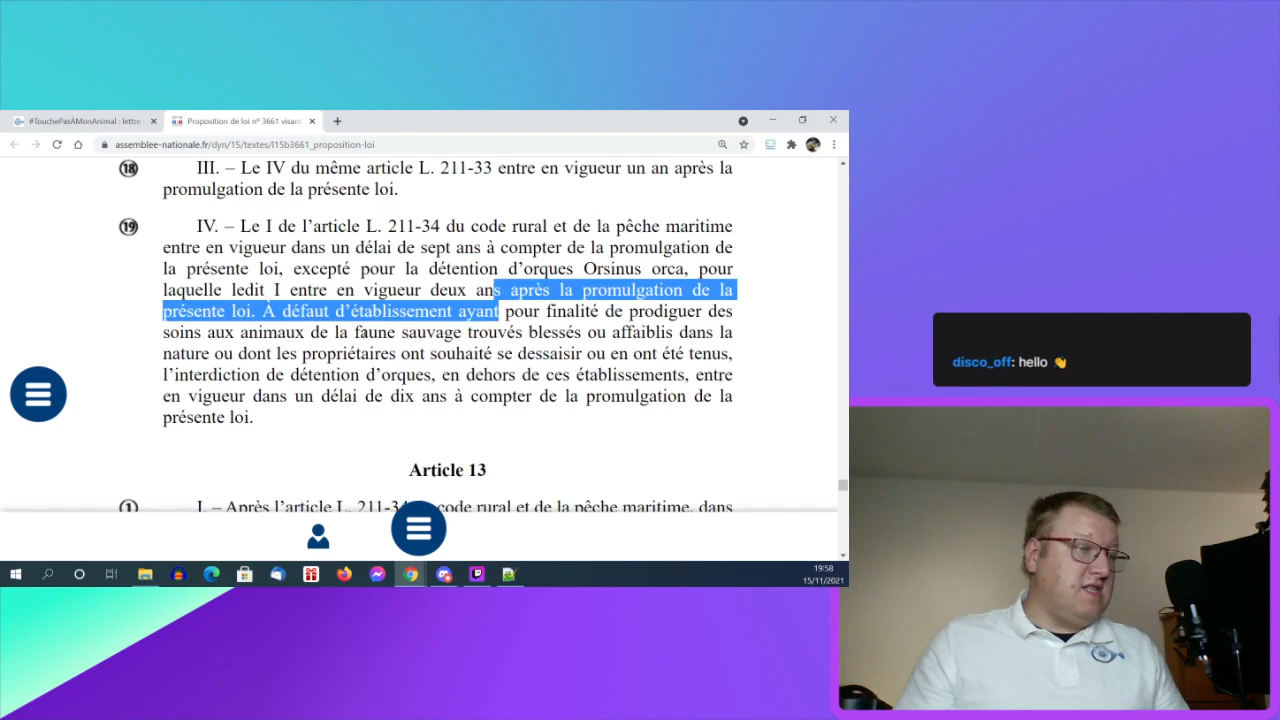 #TouchePasÀMonAnimal : lettre
Proposition de loi nº 3661 visant
assemblee-nationale.fr/dyn/15/textes/l15b3661_proposition-loi
18 III. – Le IV du même article L. 211-33 entre en vigueur un an après la
promulgation de la présente loi.
19 IV. – Le I de l’article L. 211-34 du code rural et de la pêche maritime
entre en vigueur dans un délai de sept ans à compter de la promulgation de
la présente loi, excepté pour la détention d’orques Orsinus orca, pour
laquelle ledit I entre en vigueur deux ans après la promulgation de la
présente loi. À défaut d’établissement ayant pour finalité de prodiguer des
soins aux animaux de la faune sauvage trouvés blessés ou affaiblis dans la
nature ou dont les propriétaires ont souhaité se dessaisir ou en ont été tenus,
l’interdiction de détention d’orques, en dehors de ces établissements, entre
en vigueur dans un délai de dix ans à compter de la promulgation de la
présente loi.
Article 13
1 I. – Après l’article L. 211-34 du code rural et de la pêche maritime, dans
19:58
15/11/2021
disco_off: hello 👋